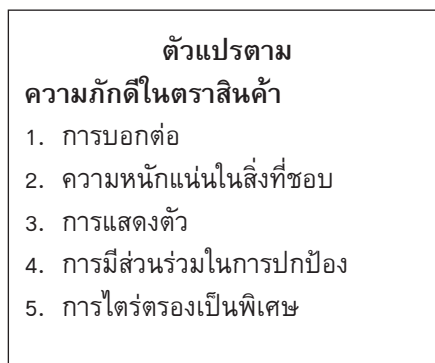 ตัวแปรตาม
ความภักดีในตราสินค้า
1. การบอกต่อ
2. ความหนักแน่นในสิ่งที่ชอบ
3. การแสดงตัว
4. การมีส่วนร่วมในการปกป้อง
5. การไตร่ตรองเป็นพิเศษ